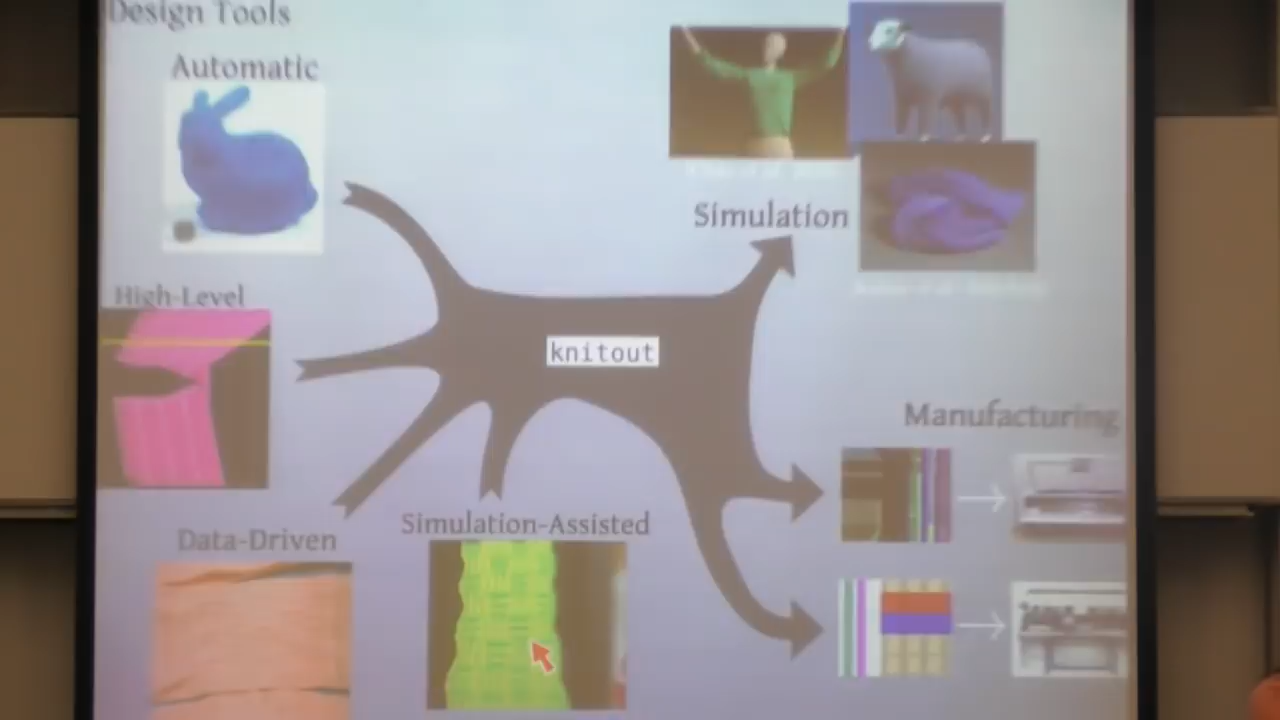 Design Tools
Automatic
Simulation
High-Level
knitout
Manufacturing
Simulation-Assisted
Data-Driven